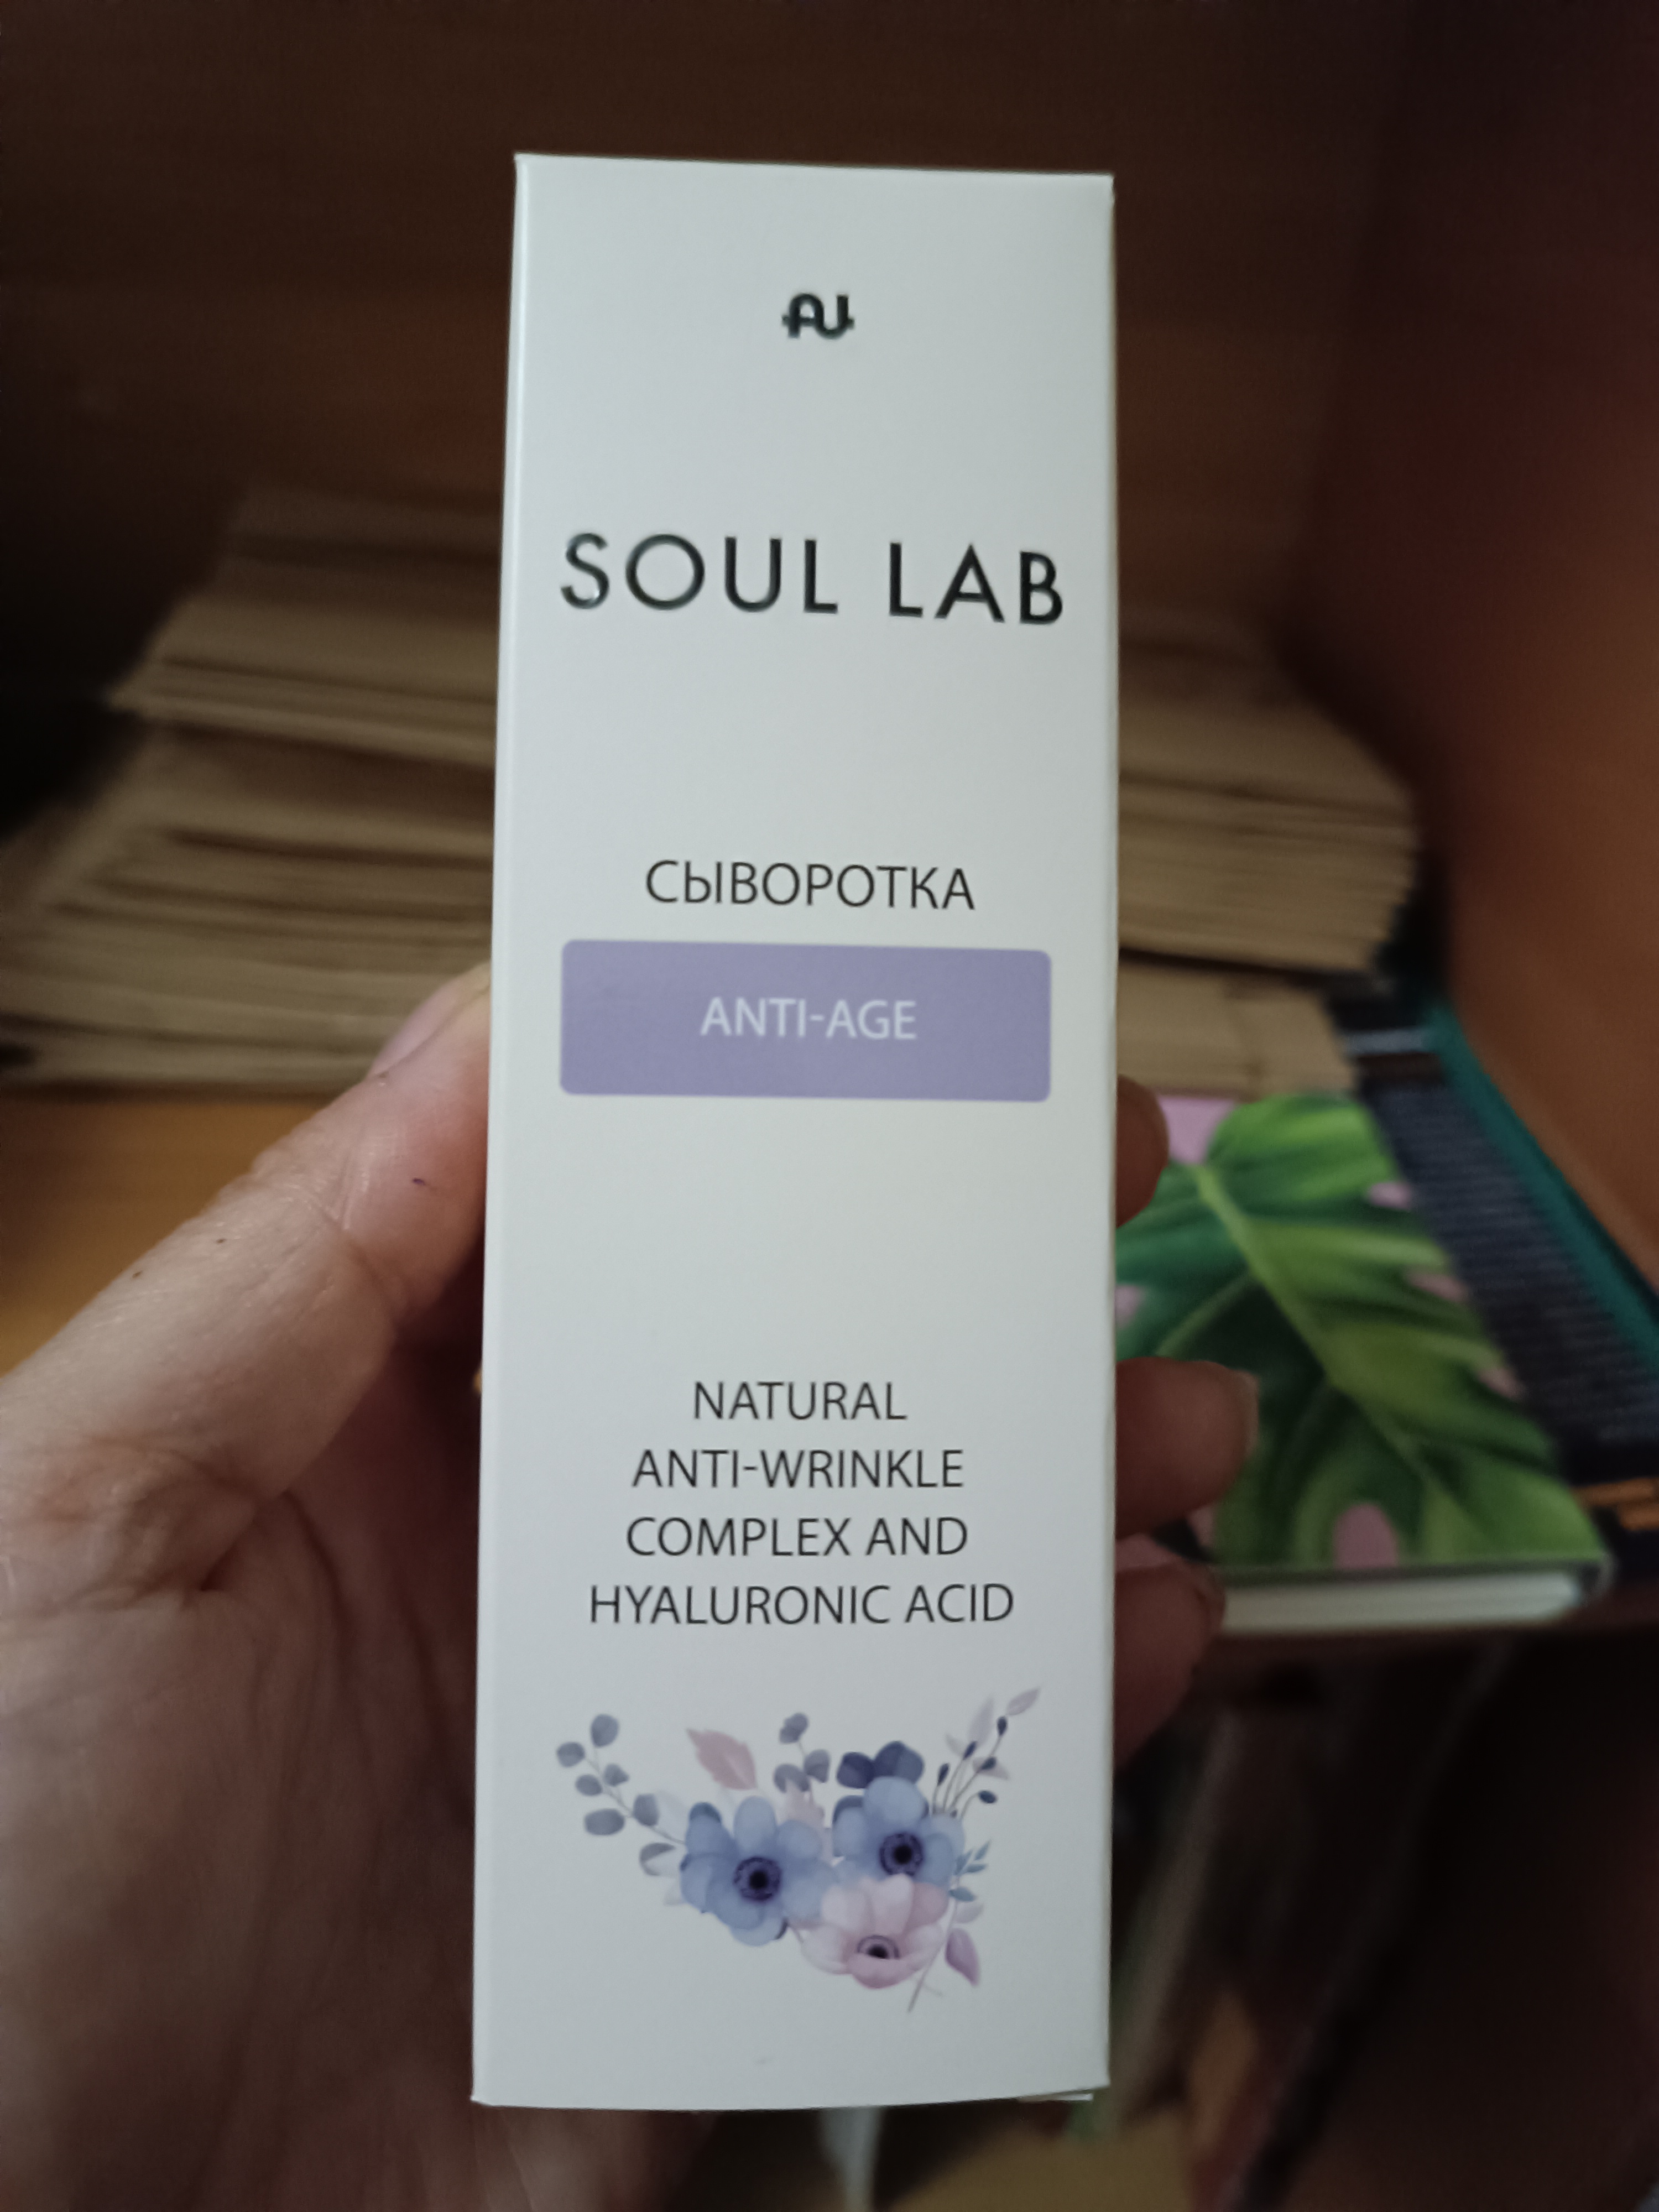 SOUL LAB
СЫВОРОТКА
ANTI-AGE
NATURAL
ANTI-WRINKLE
COMPLEX AND
HYALURONIC ACID